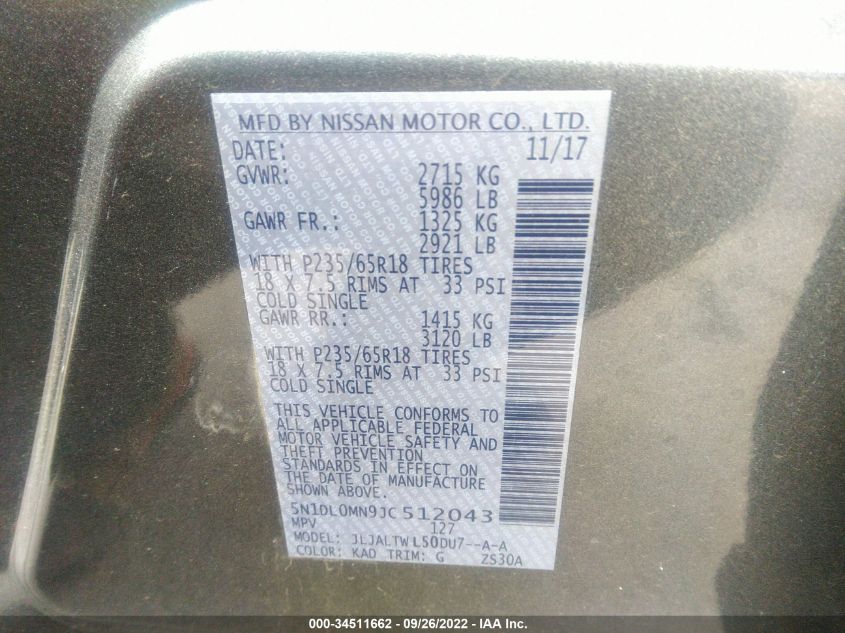 MFD BY NISSAN MOTOR CO., LTD.
DATE: 11/17
GVWR: 2715 KG
5986 LB
GAWR FR.: 1325 KG
2921 LB
WITH P235/65R18 TIRES
18 X 7.5 RIMS AT 33 PSI
COLD SINGLE
GAWR RR.: 1415 KG
3120 LB
WITH P235/65R18 TIRES
18 X 7.5 RIMS AT 33 PSI
COLD SINGLE
THIS VEHICLE CONFORMS TO
ALL APPLICABLE FEDERAL
MOTOR VEHICLE SAFETY AND
THEFT PREVENTION
STANDARDS IN EFFECT ON
THE DATE OF MANUFACTURE
SHOWN ABOVE.
5N1DL0MN9JC512043
MPV 127
MODEL: JLJALTWL50DU7--A-A
COLOR: KAD TRIM: G ZS30A
000-34511662 - 09/26/2022 - IAA Inc.